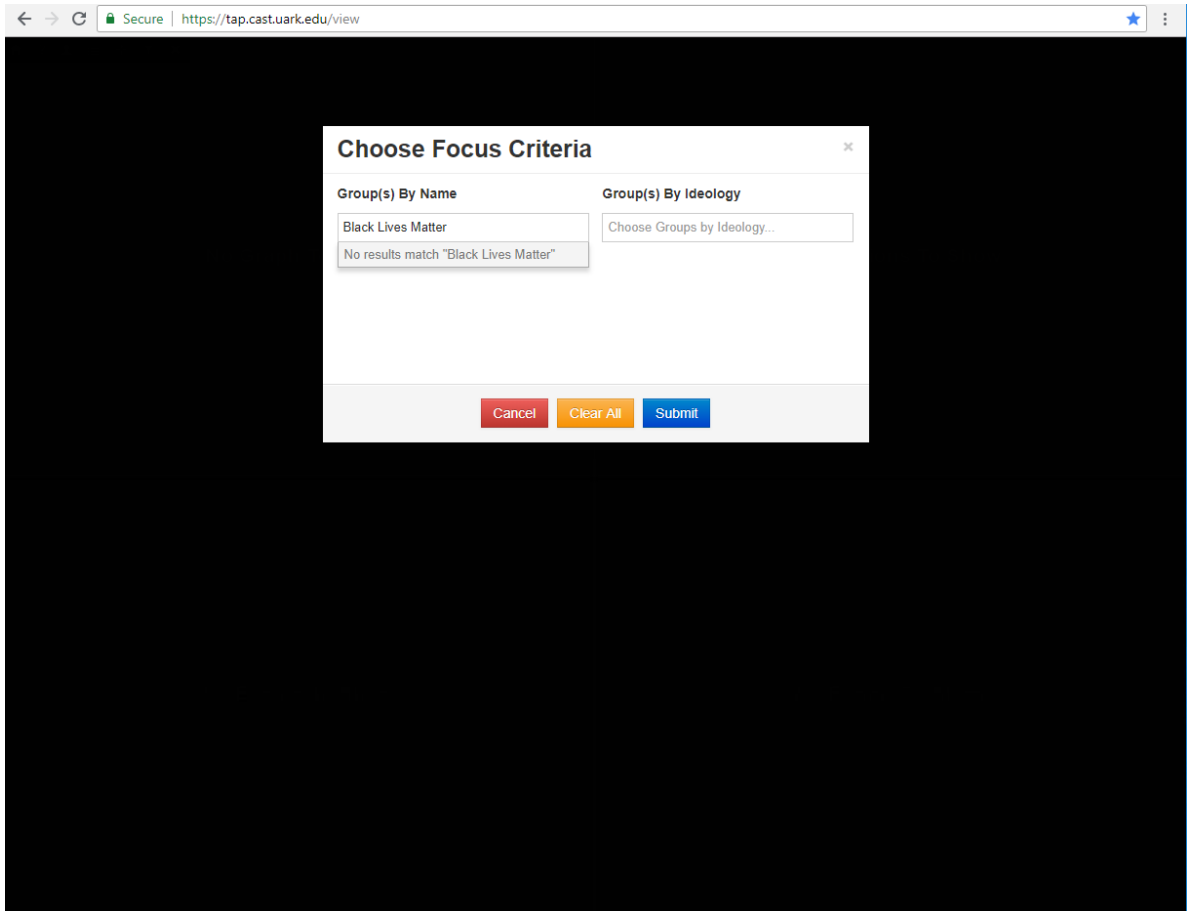 Secure | https://tap.cast.uark.edu/view
Choose Focus Criteria ×
Group(s) By Name
Group(s) By Ideology
Black Lives Matter
Choose Groups by Ideology...
No results match "Black Lives Matter"
Cancel
Clear All
Submit